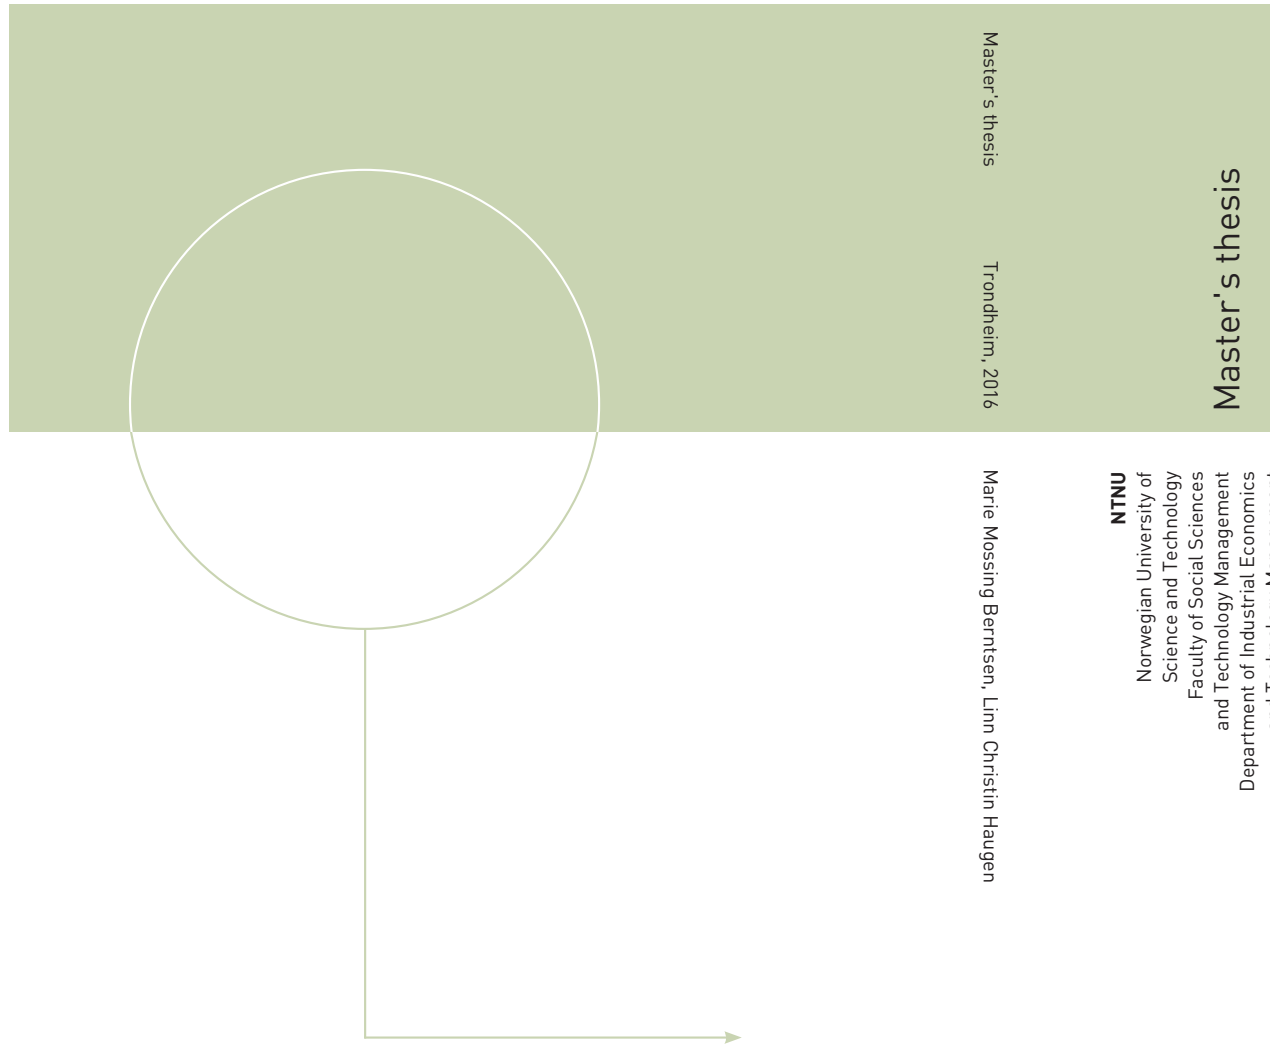 Master's thesis
Trondheim, 2016
Marie Mossing Berntsen, Linn Christin Haugen
Master's thesis
NTNU
Norwegian University of
Science and Technology
Faculty of Social Sciences
and Technology Management
Department of Industrial Economics